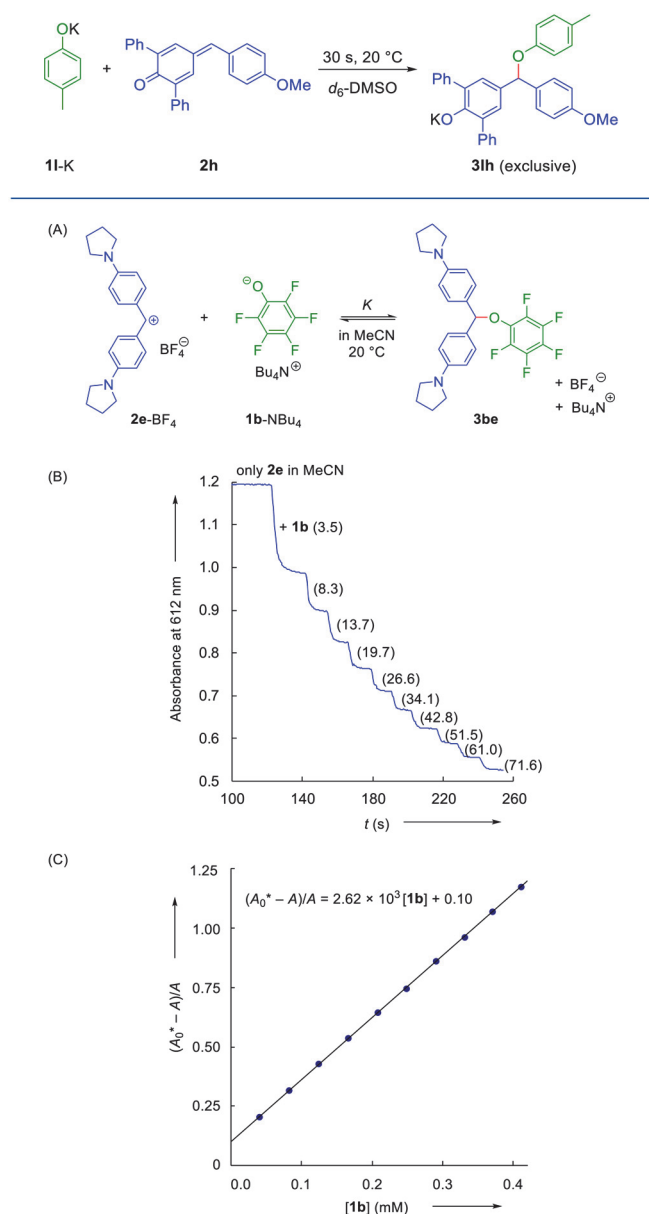 OK
1l-K
+
Ph
O
Ph
OMe
2h
30 s, 20 °C
d6-DMSO
O
Ph
KO
Ph
OMe
3lh (exclusive)
(A)
N
⊕
BF4⊖
N
2e-BF4
+
⊖
O
F
F
F
F
F
Bu4N⊕
1b-NBu4
K
in MeCN
20 °C
N
O
F
F
F
F
F
N
3be
+ BF4⊖
+ Bu4N⊕
(B)
only 2e in MeCN
+ 1b (3.5)
(8.3)
(13.7)
(19.7)
(26.6)
(34.1)
(42.8)
(51.5)
(61.0)
(71.6)
Absorbance at 612 nm
1.2
1.0
0.9
0.8
0.7
0.6
0.5
100
140
180
220
260
t (s)
(C)
(A0* – A)/A = 2.62 × 10³ [1b] + 0.10
(A0* – A)/A
1.25
1.00
0.75
0.50
0.25
0
0.0
0.1
0.2
0.3
0.4
[1b] (mM)